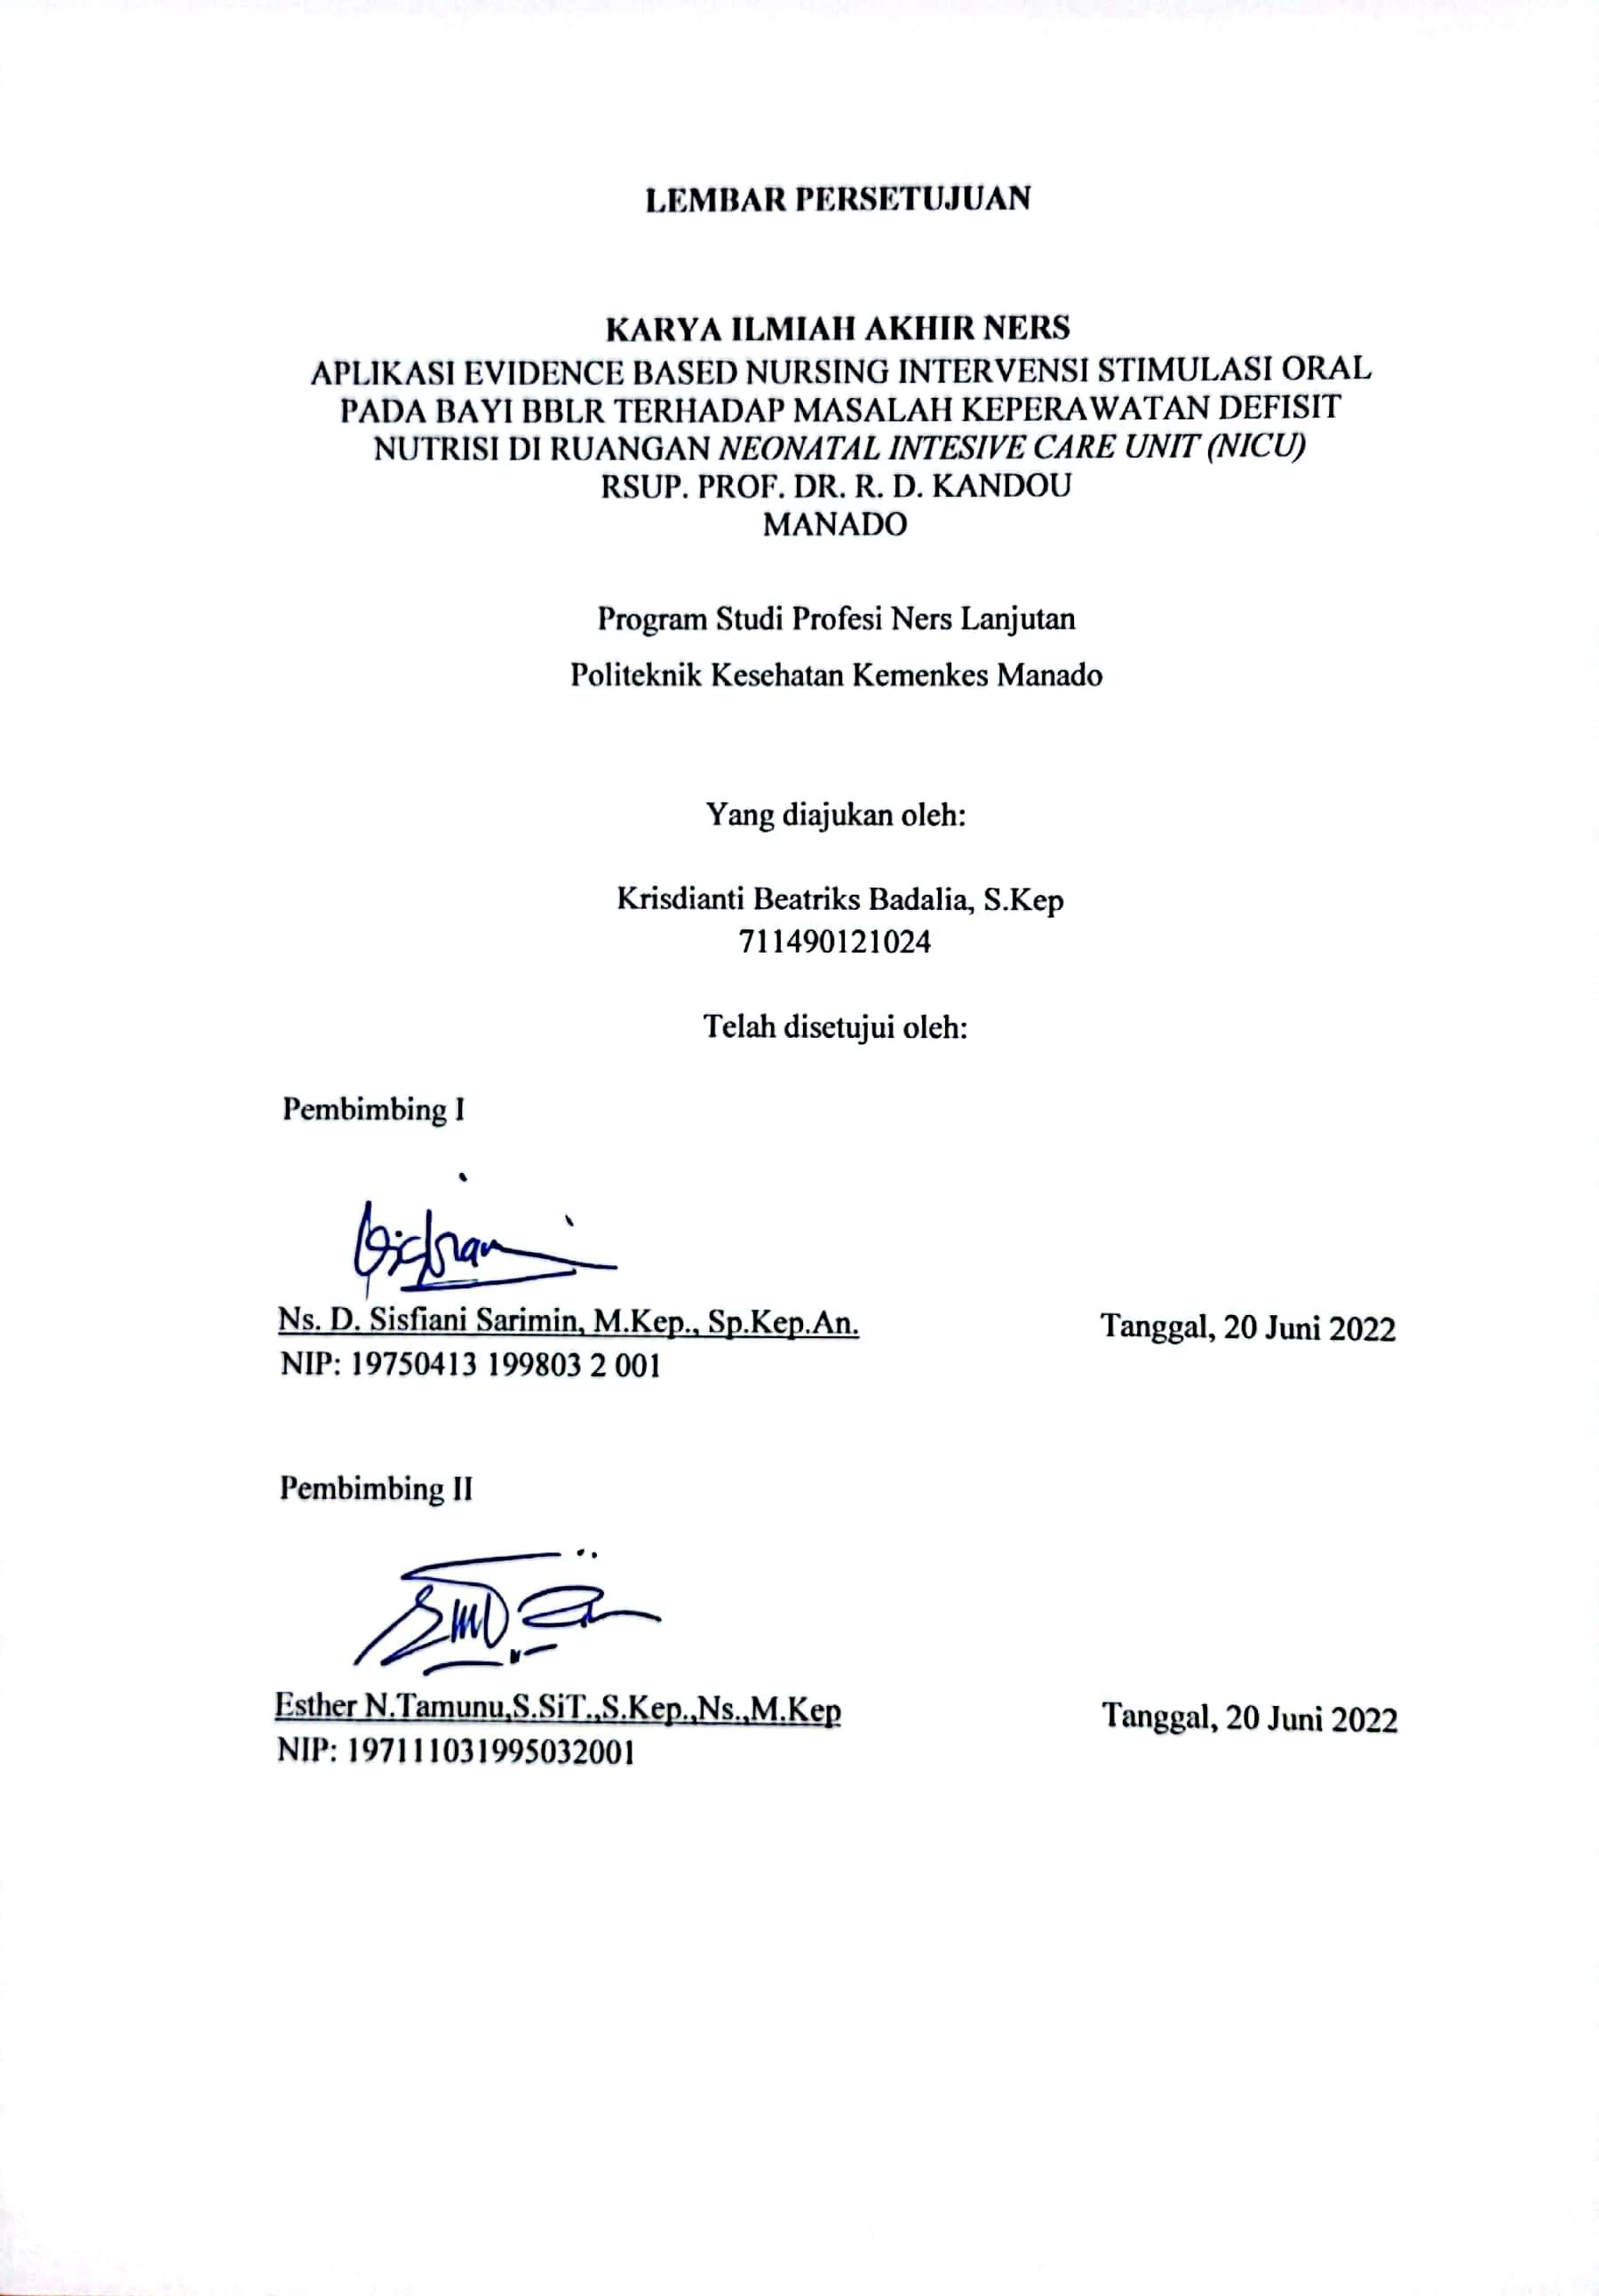 LEMBAR PERSETUJUAN
KARYA ILMIAH AKHIR NERS
APLIKASI EVIDENCE BASED NURSING INTERVENSI STIMULASI ORAL
PADA BAYI BBLR TERHADAP MASALAH KEPERAWATAN DEFISIT
NUTRISI DI RUANGAN NEONATAL INTESIVE CARE UNIT (NICU)
RSUP. PROF. DR. R. D. KANDOU
MANADO
Program Studi Profesi Ners Lanjutan
Politeknik Kesehatan Kemenkes Manado
Yang diajukan oleh:
Krisdianti Beatriks Badalia, S.Kep
711490121024
Telah disetujui oleh:
Pembimbing I
Ns. D. Sisfiani Sarimin, M.Kep., Sp.Kep.An. Tanggal, 20 Juni 2022
NIP: 19750413 199803 2 001
Pembimbing II
Esther N.Tamunu,S.SiT.,S.Kep.,Ns.,M.Kep Tanggal, 20 Juni 2022
NIP: 197111031995032001